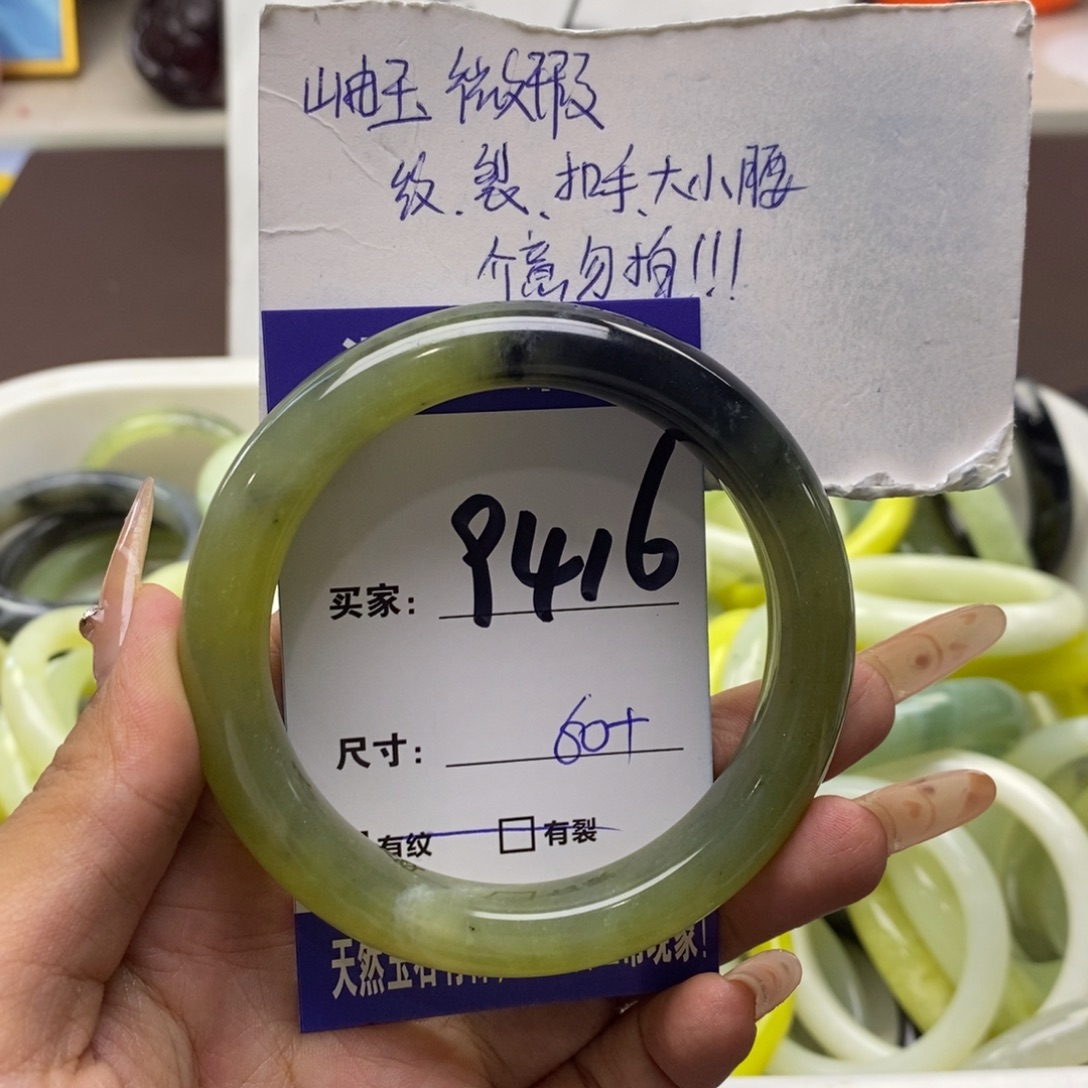 岫玉 微瑕
纹、裂、扣手、大小腰
介意勿拍!!!
买家: 9416
尺寸: 60+
有纹 □有裂
天然玉石有